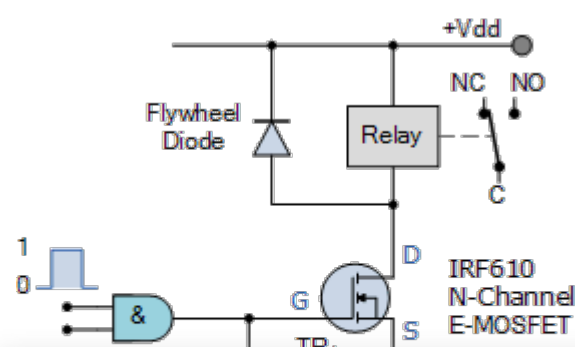 +Vdd
NC NO
Flywheel
Diode
Relay
C
1
0
D
IRF610
N-Channel
E-MOSFET
G
&
S